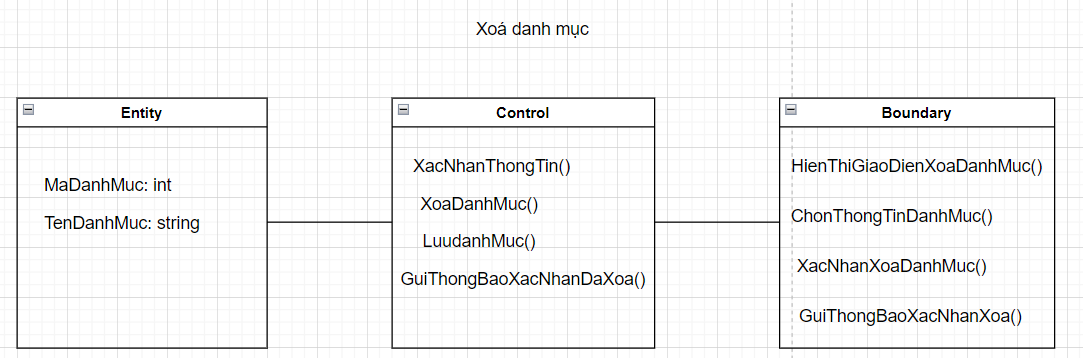 Xoá danh mục
Entity
MaDanhMuc: int
TenDanhMuc: string
Control
XacNhanThongTin()
XoaDanhMuc()
LuudanhMuc()
GuiThongBaoXacNhanDaXoa()
Boundary
HienThiGiaoDienXoaDanhMuc()
ChonThongTinDanhMuc()
XacNhanXoaDanhMuc()
GuiThongBaoXacNhanXoa()